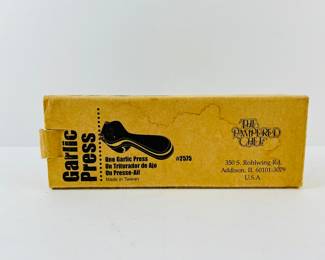 Garlic
Press
One Garlic Press
Un Triturador de Ajo
Un Presse-Ail
Made in Taiwan
#2575
THE
PAMPERED
CHEF
350 S. Rohlwing Rd.
Addison, IL 60101-3079
U.S.A.